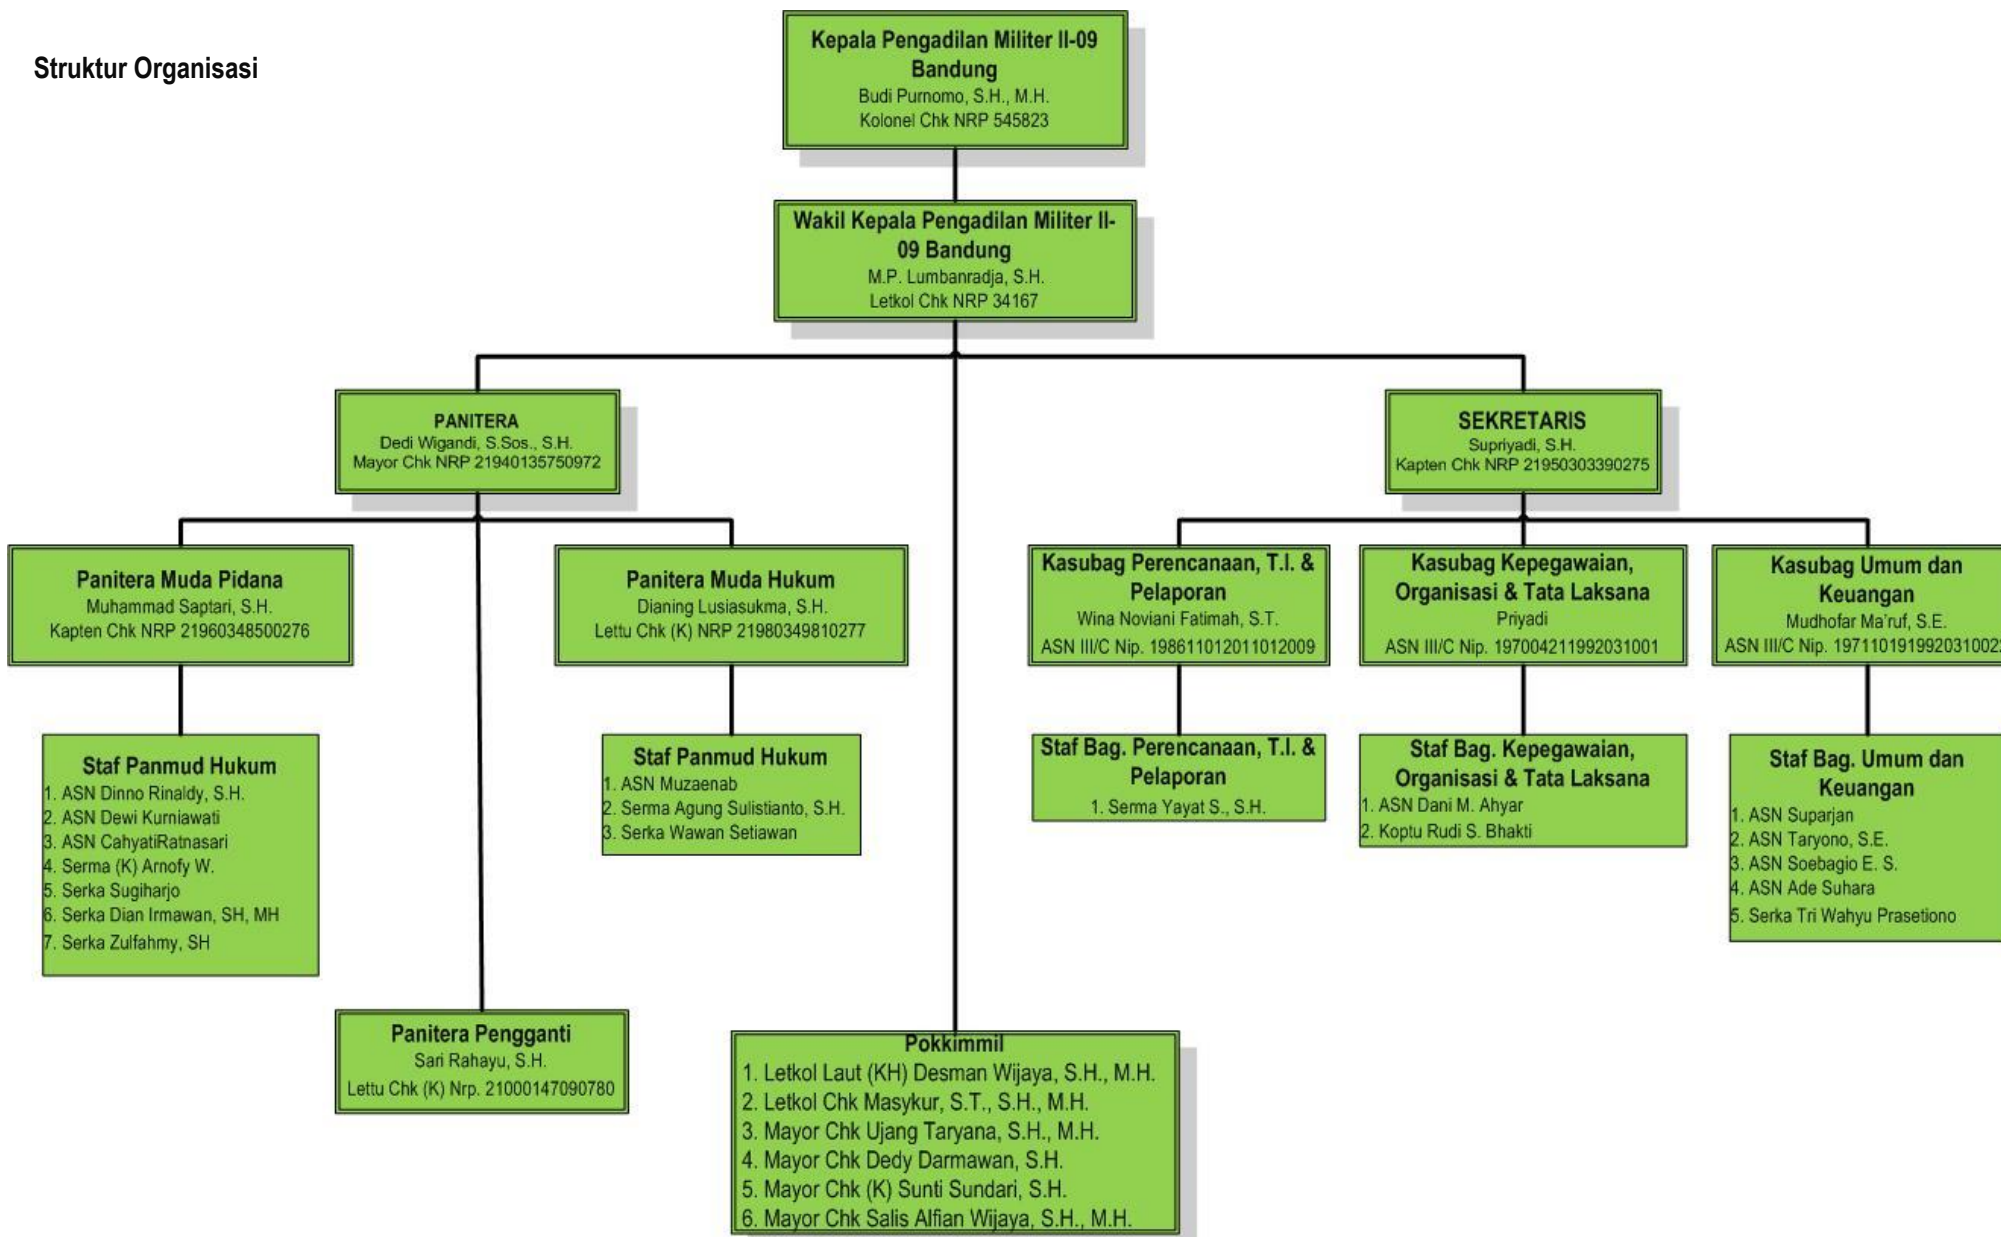 Struktur Organisasi
Kepala Pengadilan Militer II-09
Bandung
Budi Purnomo, S.H., M.H.
Kolonel Chk NRP 545823
Wakil Kepala Pengadilan Militer II-
09 Bandung
M.P. Lumbanradja, S.H.
Letkol Chk NRP 34167
PANITERA
Dedi Wigandi, S.Sos., S.H.
Mayor Chk NRP 21940135750972
SEKRETARIS
Supriyadi, S.H.
Kapten Chk NRP 21950303390275
Panitera Muda Pidana
Muhammad Saptari, S.H.
Kapten Chk NRP 21960348500276
Panitera Muda Hukum
Dianing Lusiasukma, S.H.
Lettu Chk (K) NRP 21980349810277
Kasubag Perencanaan, T.I. &
Pelaporan
Wina Noviani Fatimah, S.T.
ASN III/C Nip. 198611012011012009
Kasubag Kepegawaian,
Organisasi & Tata Laksana
Priyadi
ASN III/C Nip. 197004211992031001
Kasubag Umum dan
Keuangan
Mudhofar Ma'ruf, S.E.
ASN III/C Nip. 1971101919920310022
Staf Panmud Hukum
1. ASN Dinno Rinaldy, S.H.
2. ASN Dewi Kurniawati
3. ASN CahyatiRatnasari
4. Serma (K) Arnofy W.
5. Serka Sugiharjo
6. Serka Dian Irmawan, SH, MH
7. Serka Zulfahmy, SH
Staf Panmud Hukum
1. ASN Muzaenab
2. Serma Agung Sulistianto, S.H.
3. Serka Wawan Setiawan
Staf Bag. Perencanaan, T.I. &
Pelaporan
1. Serma Yayat S., S.H.
Staf Bag. Kepegawaian,
Organisasi & Tata Laksana
1. ASN Dani M. Ahyar
2. Koptu Rudi S. Bhakti
Staf Bag. Umum dan
Keuangan
1. ASN Suparjan
2. ASN Taryono, S.E.
3. ASN Soebagio E. S.
4. ASN Ade Suhara
5. Serka Tri Wahyu Prasetiono
Panitera Pengganti
Sari Rahayu, S.H.
Lettu Chk (K) Nrp. 21000147090780
Pokkimmil
1. Letkol Laut (KH) Desman Wijaya, S.H., M.H.
2. Letkol Chk Masykur, S.T., S.H., M.H.
3. Mayor Chk Ujang Taryana, S.H., M.H.
4. Mayor Chk Dedy Darmawan, S.H.
5. Mayor Chk (K) Sunti Sundari, S.H.
6. Mayor Chk Salis Alfian Wijaya, S.H., M.H.